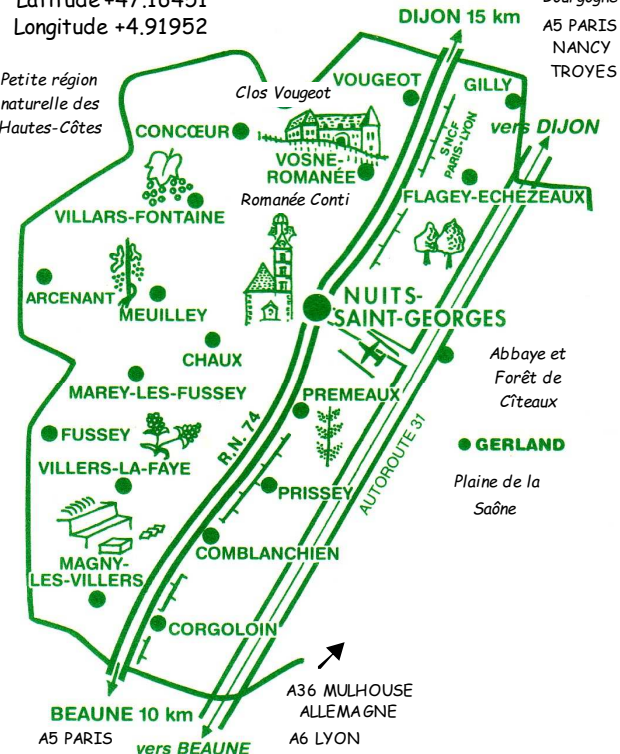 Latitude +47.16451
Longitude +4.91952
Bourgogne
DIJON 15 km
A5 PARIS
NANCY
TROYES
Petite région
naturelle des
Hautes-Côtes
VOUGEOT
GILLY
Clos Vougeot
CONCŒUR
vers DIJON
SNCF
PARIS-LYON
VOSNE-
ROMANÉE
Romanée Conti
FLAGEY-ECHEZEAUX
VILLARS-FONTAINE
ARCENANT
MEUILLEY
NUITS-
SAINT-GEORGES
CHAUX
Abbaye et
Forêt de
Cîteaux
MAREY-LES-FUSSEY
PREMEAUX
R.N. 74
AUTOROUTE 31
FUSSEY
GERLAND
VILLERS-LA-FAYE
PRISSEY
Plaine de la
Saône
COMBLANCHIEN
MAGNY-
LES-VILLERS
CORGOLOIN
A36 MULHOUSE
ALLEMAGNE
BEAUNE 10 km
A5 PARIS
vers BEAUNE
A6 LYON